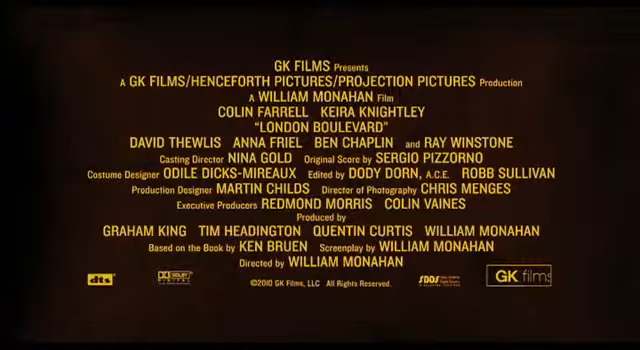 GK FILMS Presents
A GK FILMS/HENCEFORTH PICTURES/PROJECTION PICTURES Production
A WILLIAM MONAHAN Film
COLIN FARRELL KEIRA KNIGHTLEY
"LONDON BOULEVARD"
DAVID THEWLIS ANNA FRIEL BEN CHAPLIN and RAY WINSTONE
Casting Director NINA GOLD Original Score by SERGIO PIZZORNO
Costume Designer ODILE DICKS-MIREAUX Edited by DODY DORN, A.C.E. ROBB SULLIVAN
Production Designer MARTIN CHILDS Director of Photography CHRIS MENGES
Executive Producers REDMOND MORRIS COLIN VAINES
Produced by
GRAHAM KING TIM HEADINGTON QUENTIN CURTIS WILLIAM MONAHAN
Based on the Book by KEN BRUEN Screenplay by WILLIAM MONAHAN
Directed by WILLIAM MONAHAN
dts DOLBY DIGITAL ©2010 GK Films, LLC All Rights Reserved. SDDS GK films